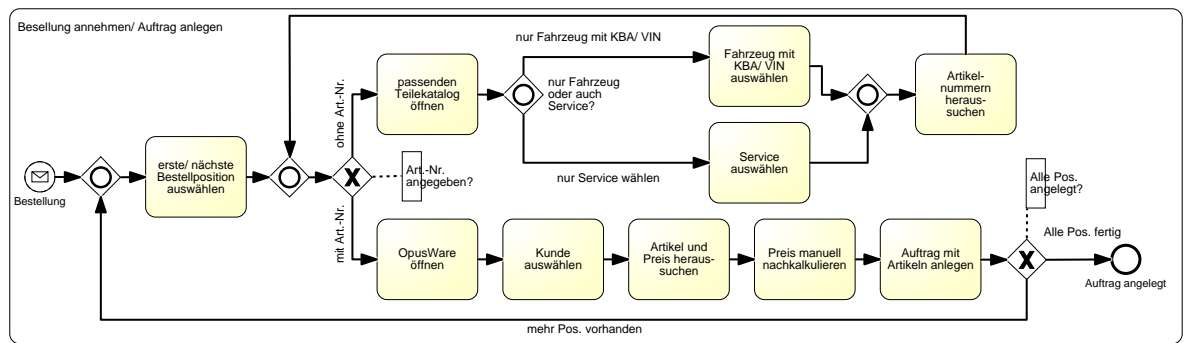 Besellung annehmen/ Auftrag anlegen
nur Fahrzeug mit KBA/ VIN
Fahrzeug mit
KBA/ VIN
auswählen
Artikel-
nummern
heraus-
suchen
ohne Art.-Nr.
passenden
Teilekatalog
öffnen
nur Fahrzeug
oder auch
Service?
erste/ nächste
Bestellposition
auswählen
Art.-Nr.
angegeben?
Service
auswählen
nur Service wählen
Bestellung
Alle Pos.
angelegt?
mit Art.-Nr.
OpusWare
öffnen
Kunde
auswählen
Artikel und
Preis heraus-
suchen
Preis manuell
nachkalkulieren
Auftrag mit
Artikeln anlegen
Alle Pos. fertig
Auftrag angelegt
mehr Pos. vorhanden